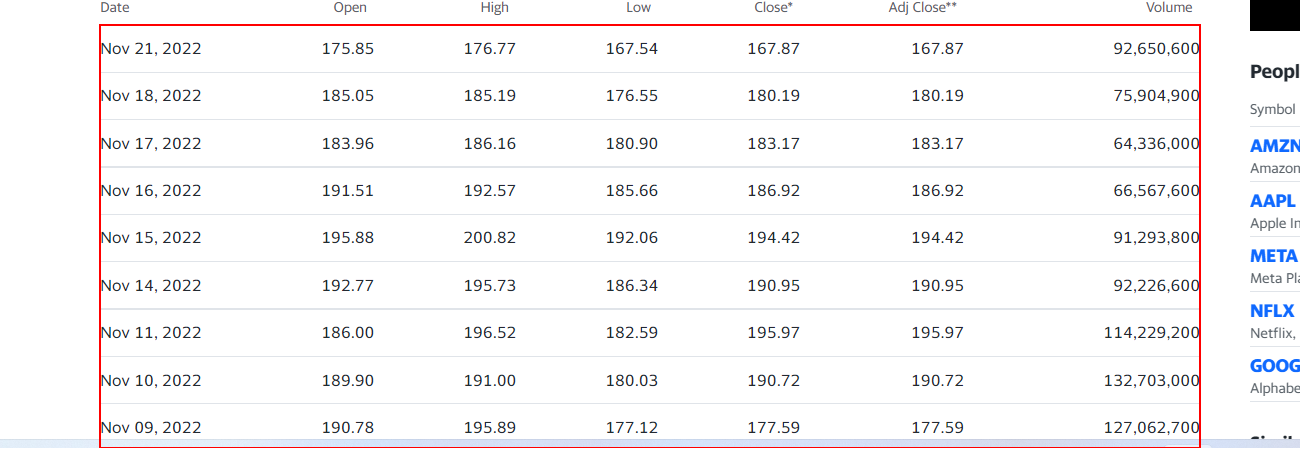 Date Open High Low Close* Adj Close** Volume
Nov 21, 2022 175.85 176.77 167.54 167.87 167.87 92,650,600
Nov 18, 2022 185.05 185.19 176.55 180.19 180.19 75,904,900
Nov 17, 2022 183.96 186.16 180.90 183.17 183.17 64,336,000
Nov 16, 2022 191.51 192.57 185.66 186.92 186.92 66,567,600
Nov 15, 2022 195.88 200.82 192.06 194.42 194.42 91,293,800
Nov 14, 2022 192.77 195.73 186.34 190.95 190.95 92,226,600
Nov 11, 2022 186.00 196.52 182.59 195.97 195.97 114,229,200
Nov 10, 2022 189.90 191.00 180.03 190.72 190.72 132,703,000
Nov 09, 2022 190.78 195.89 177.12 177.59 177.59 127,062,700
Peopl
Symbol
AMZN
Amazon
AAPL
Apple In
META
Meta Pla
NFLX
Netflix,
GOOG
Alphabe